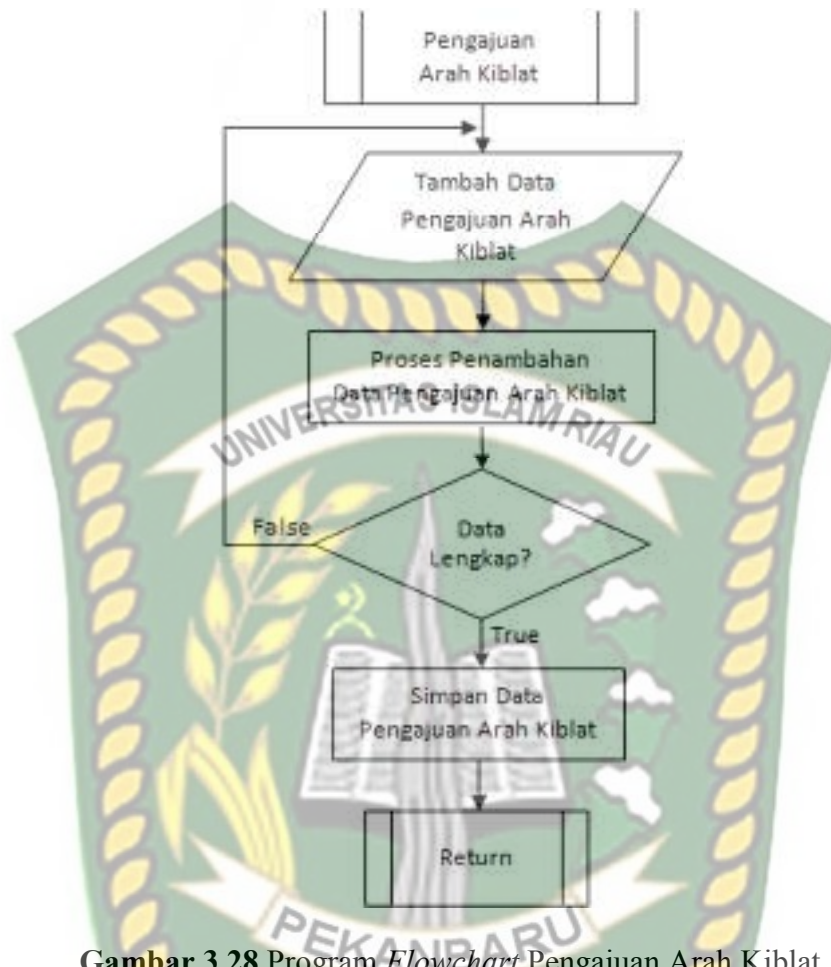 Pengajuan
Arah Kiblat
Tambah Data
Pengajuan Arah
Kiblat
Proses Penambahan
Data Pengajuan Arah Kiblat
UNIVERSITAS ISLAM RIAU
False
Data
Lengkap?
True
Simpan Data
Pengajuan Arah Kiblat
Return
PEKANBARU
Gambar 3.28 Program Flowchart Pengajuan Arah Kiblat